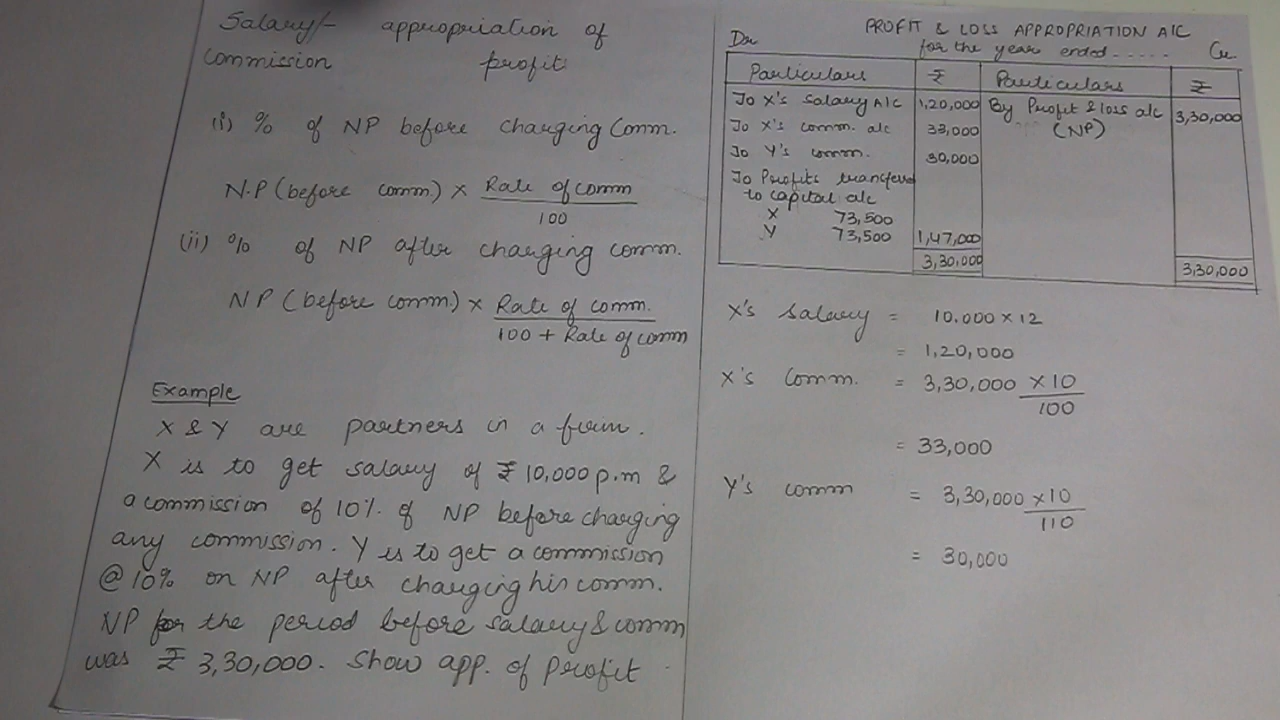 Salary/- appropriation of
commission profit
(i) % of NP before charging Comm.
N.P (before comm) × Rate of comm
100
(ii) % of NP after charging comm.
NP (before comm.) × Rate of comm.
100 + Rate of comm
Example
X & Y are partners in a firm.
X is to get salary of ₹ 10,000 p.m &
a commission of 10% of NP before charging
any commission. Y is to get a commission
@ 10% on NP after charging his comm.
NP for the period before salary & comm
was ₹ 3,30,000. Show app. of profit
PROFIT & LOSS APPROPRIATION A/C
Dr for the year ended ..... Cr
Particulars ₹ Particulars ₹
To X's Salary A/C 1,20,000 By Profit & loss a/c 3,30,000
To X's comm. a/c 33,000 (NP)
To Y's comm. 30,000
To Profits transferred
to capital a/c
X 73,500
Y 73,500 1,47,000
3,30,000 3,30,000
X's salary = 10.000 × 12
= 1,20,000
X's Comm. = 3,30,000 × 10
100
= 33,000
Y's comm = 3,30,000 × 10
110
= 30,000